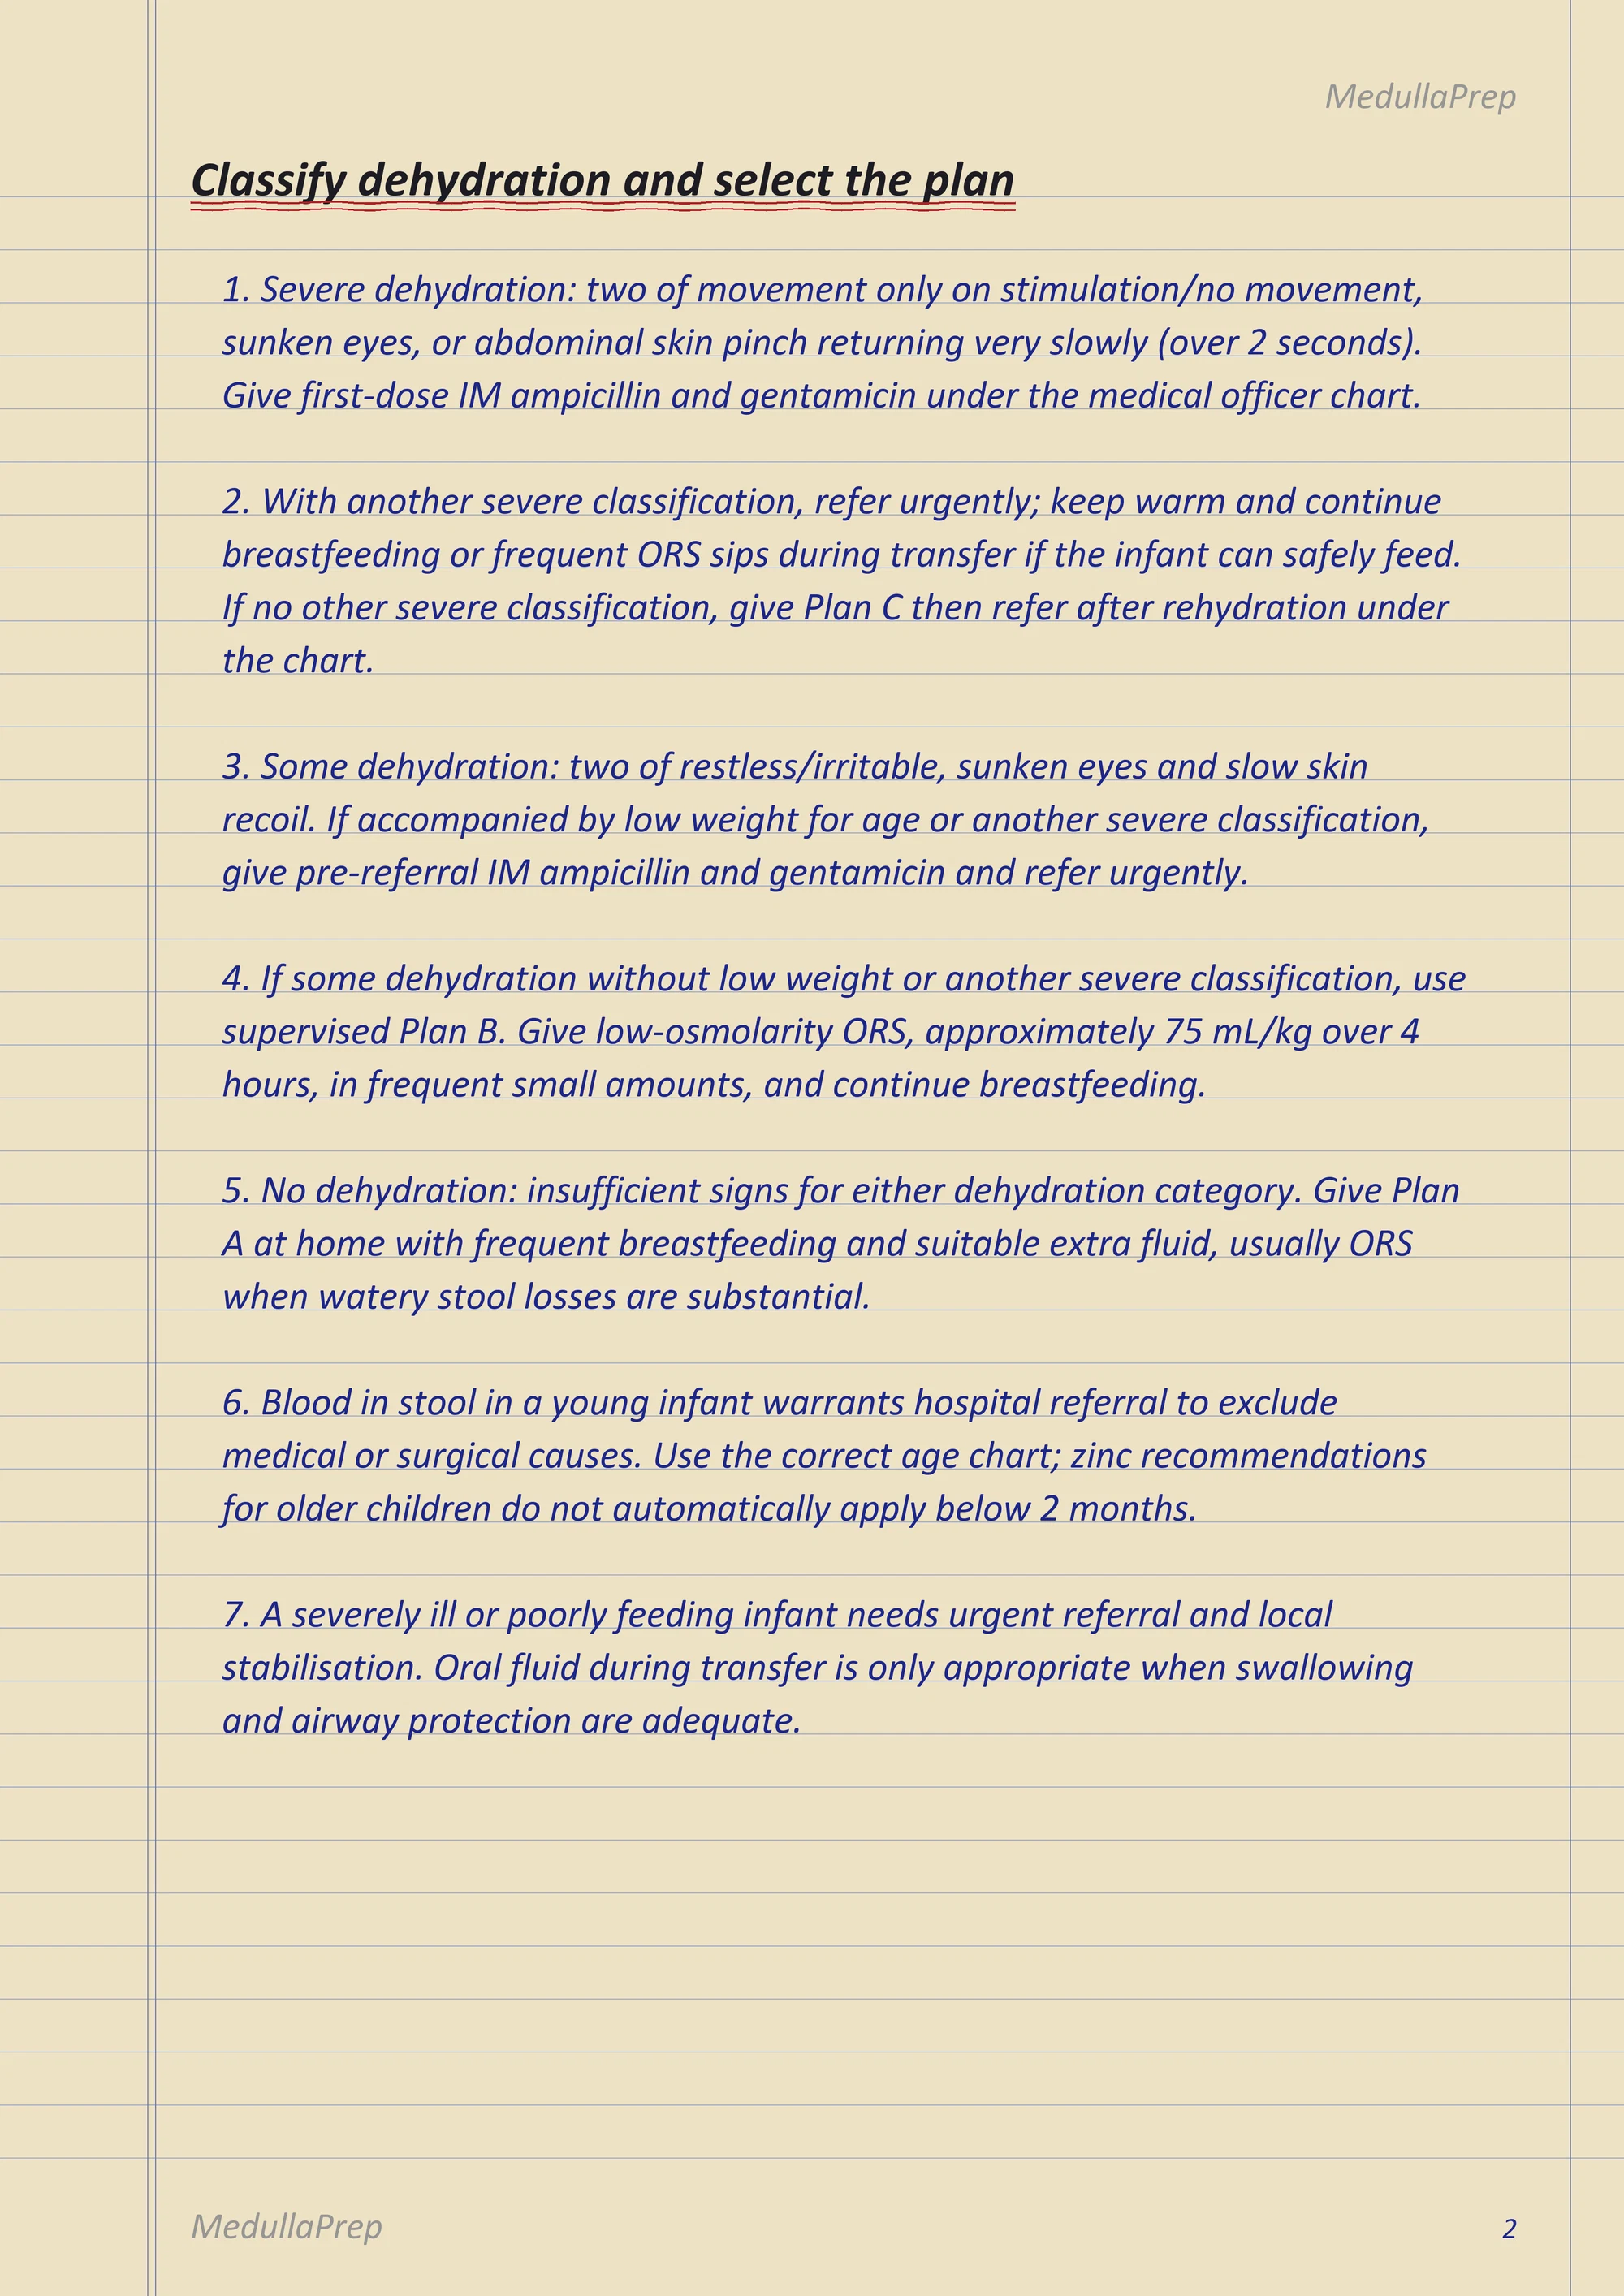 MedullaPrep
Classify dehydration and select the plan
1. Severe dehydration: two of movement only on stimulation/no movement,
sunken eyes, or abdominal skin pinch returning very slowly (over 2 seconds).
Give first-dose IM ampicillin and gentamicin under the medical officer chart.
2. With another severe classification, refer urgently; keep warm and continue
breastfeeding or frequent ORS sips during transfer if the infant can safely feed.
If no other severe classification, give Plan C then refer after rehydration under
the chart.
3. Some dehydration: two of restless/irritable, sunken eyes and slow skin
recoil. If accompanied by low weight for age or another severe classification,
give pre-referral IM ampicillin and gentamicin and refer urgently.
4. If some dehydration without low weight or another severe classification, use
supervised Plan B. Give low-osmolarity ORS, approximately 75 mL/kg over 4
hours, in frequent small amounts, and continue breastfeeding.
5. No dehydration: insufficient signs for either dehydration category. Give Plan
A at home with frequent breastfeeding and suitable extra fluid, usually ORS
when watery stool losses are substantial.
6. Blood in stool in a young infant warrants hospital referral to exclude
medical or surgical causes. Use the correct age chart; zinc recommendations
for older children do not automatically apply below 2 months.
7. A severely ill or poorly feeding infant needs urgent referral and local
stabilisation. Oral fluid during transfer is only appropriate when swallowing
and airway protection are adequate.
MedullaPrep
2